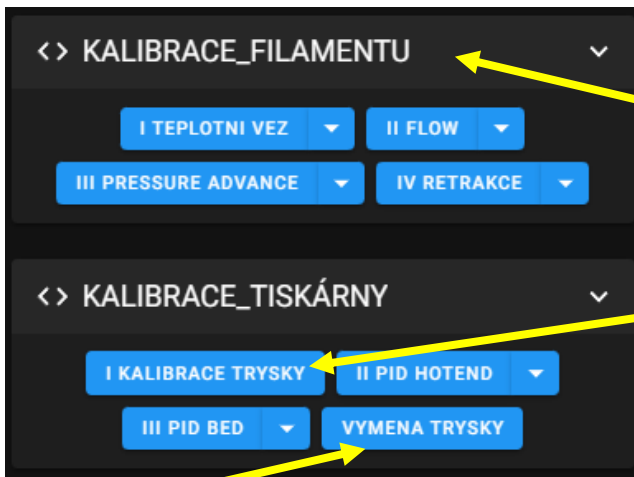 <> KALIBRACE_FILAMENTU
I TEPLOTNI VEZ II FLOW
III PRESSURE ADVANCE IV RETRAKCE
<> KALIBRACE_TISKÁRNY
I KALIBRACE TRYSKY II PID HOTEND
III PID BED VYMENA TRYSKY